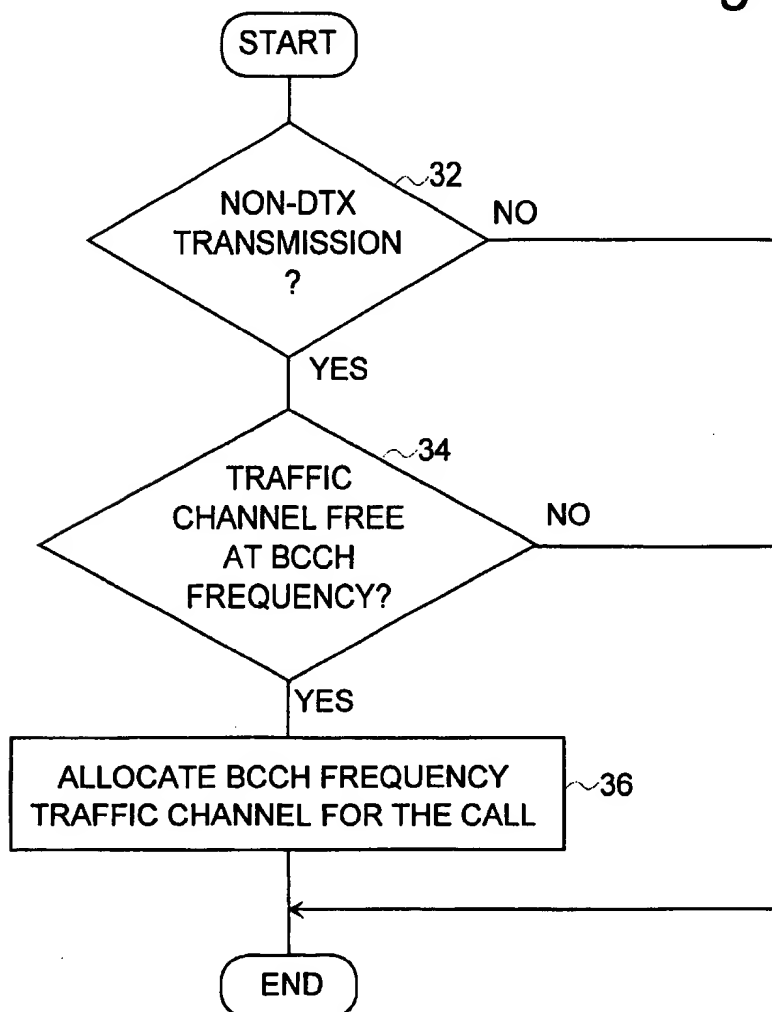 START
32
NON-DTX
TRANSMISSION
?
NO
YES
34
TRAFFIC
CHANNEL FREE
AT BCCH
FREQUENCY?
NO
YES
ALLOCATE BCCH FREQUENCY
TRAFFIC CHANNEL FOR THE CALL
36
END